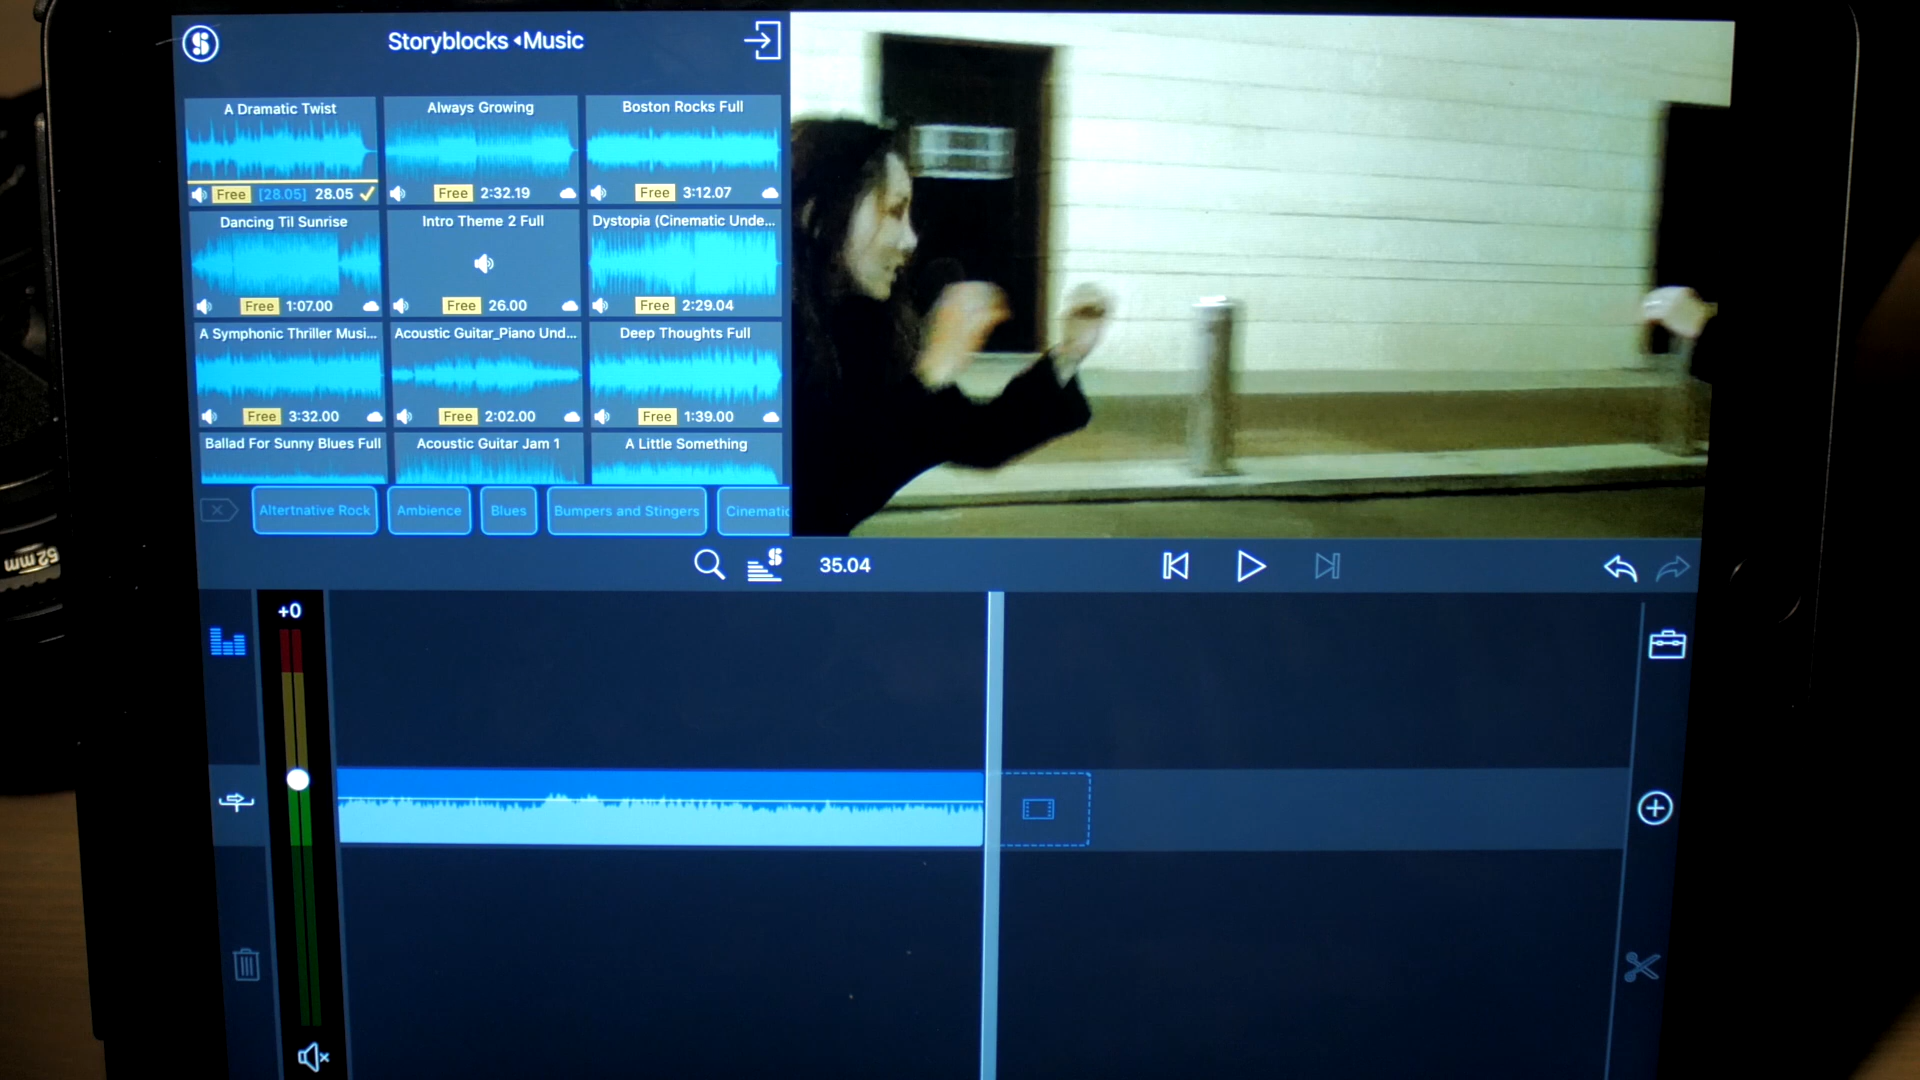 Storyblocks ◂Music
A Dramatic Twist
Always Growing
Boston Rocks Full
Free [28.05] 28.05
Free 2:32.19
Free 3:12.07
Dancing Til Sunrise
Intro Theme 2 Full
Dystopia (Cinematic Unde...
Free 1:07.00
Free 26.00
Free 2:29.04
A Symphonic Thriller Musi...
Acoustic Guitar_Piano Und...
Deep Thoughts Full
Free 3:32.00
Free 2:02.00
Free 1:39.00
Ballad For Sunny Blues Full
Acoustic Guitar Jam 1
A Little Something
Altertnative Rock
Ambience
Blues
Bumpers and Stingers
Cinematic
35.04
+0
52 mm